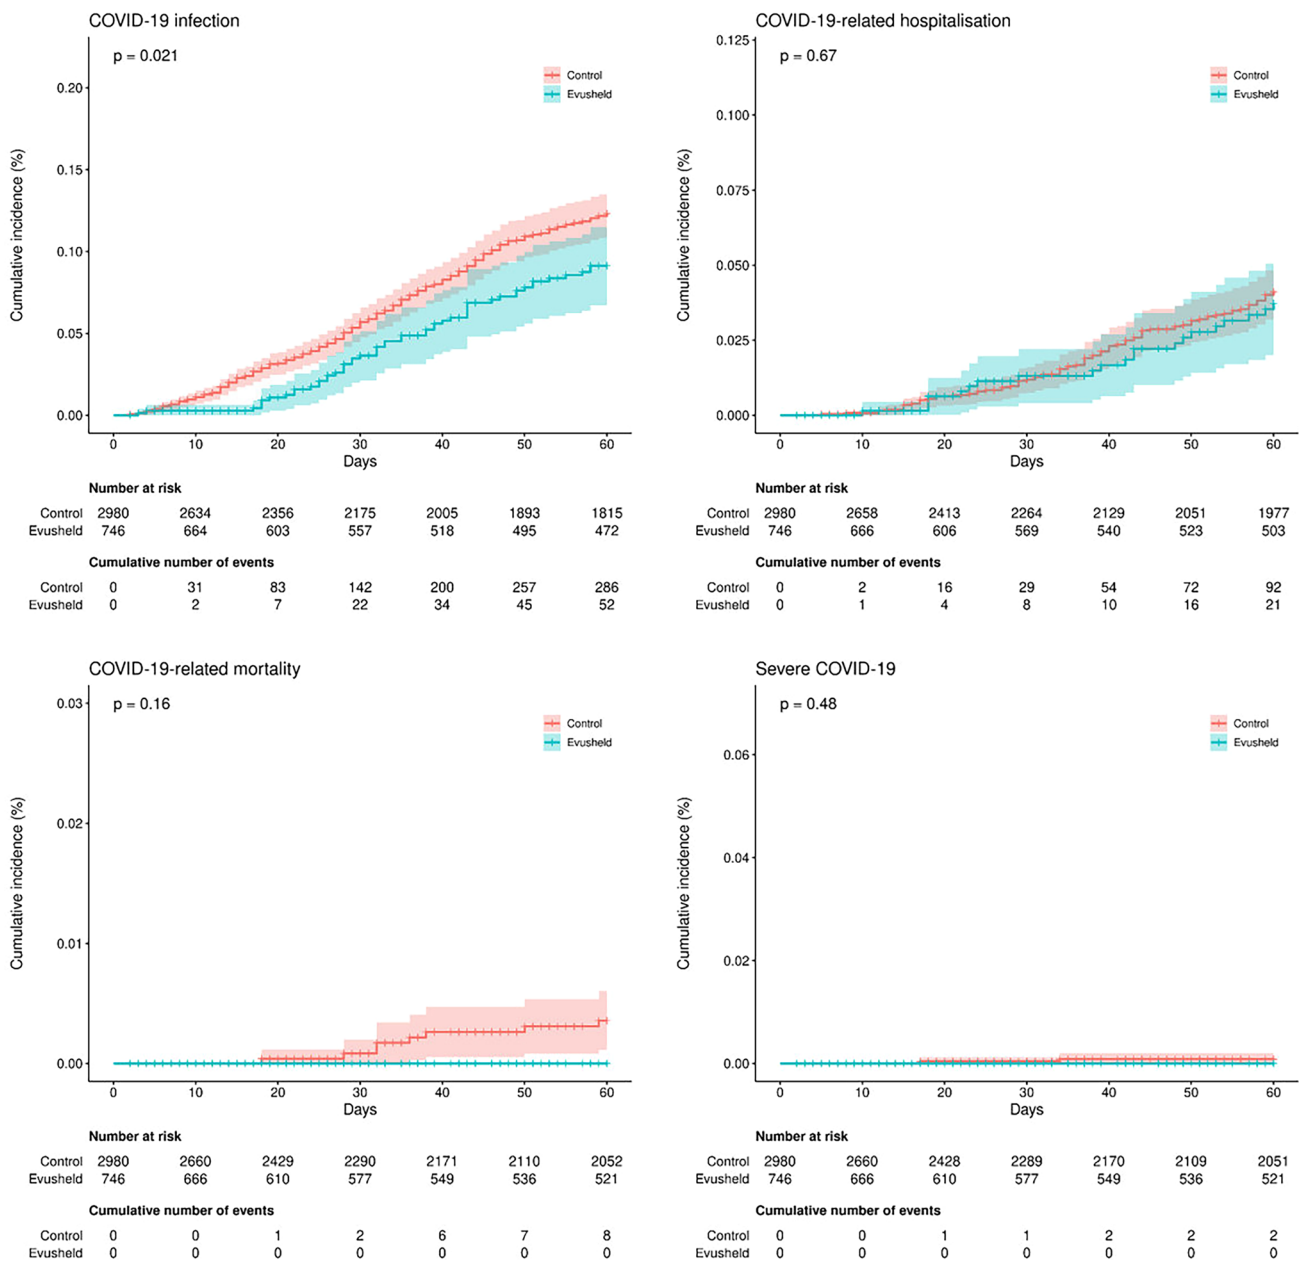 COVID-19 infection
p = 0.021
Control
Evusheld
Cumulative incidence (%)
0.20
0.15
0.10
0.05
0.00
0 10 20 30 40 50 60
Days
Number at risk
Control 2980 2634 2356 2175 2005 1893 1815
Evusheld 746 664 603 557 518 495 472
Cumulative number of events
Control 0 31 83 142 200 257 286
Evusheld 0 2 7 22 34 45 52
COVID-19-related hospitalisation
p = 0.67
Control
Evusheld
Cumulative incidence (%)
0.125
0.100
0.075
0.050
0.025
0.000
0 10 20 30 40 50 60
Days
Number at risk
Control 2980 2658 2413 2264 2129 2051 1977
Evusheld 746 666 606 569 540 523 503
Cumulative number of events
Control 0 2 16 29 54 72 92
Evusheld 0 1 4 8 10 16 21
COVID-19-related mortality
p = 0.16
Control
Evusheld
Cumulative incidence (%)
0.03
0.02
0.01
0.00
0 10 20 30 40 50 60
Days
Number at risk
Control 2980 2660 2429 2290 2171 2110 2052
Evusheld 746 666 610 577 549 536 521
Cumulative number of events
Control 0 0 1 2 6 7 8
Evusheld 0 0 0 0 0 0 0
Severe COVID-19
p = 0.48
Control
Evusheld
Cumulative incidence (%)
0.06
0.04
0.02
0.00
0 10 20 30 40 50 60
Days
Number at risk
Control 2980 2660 2428 2289 2170 2109 2051
Evusheld 746 666 610 577 549 536 521
Cumulative number of events
Control 0 0 1 1 2 2 2
Evusheld 0 0 0 0 0 0 0